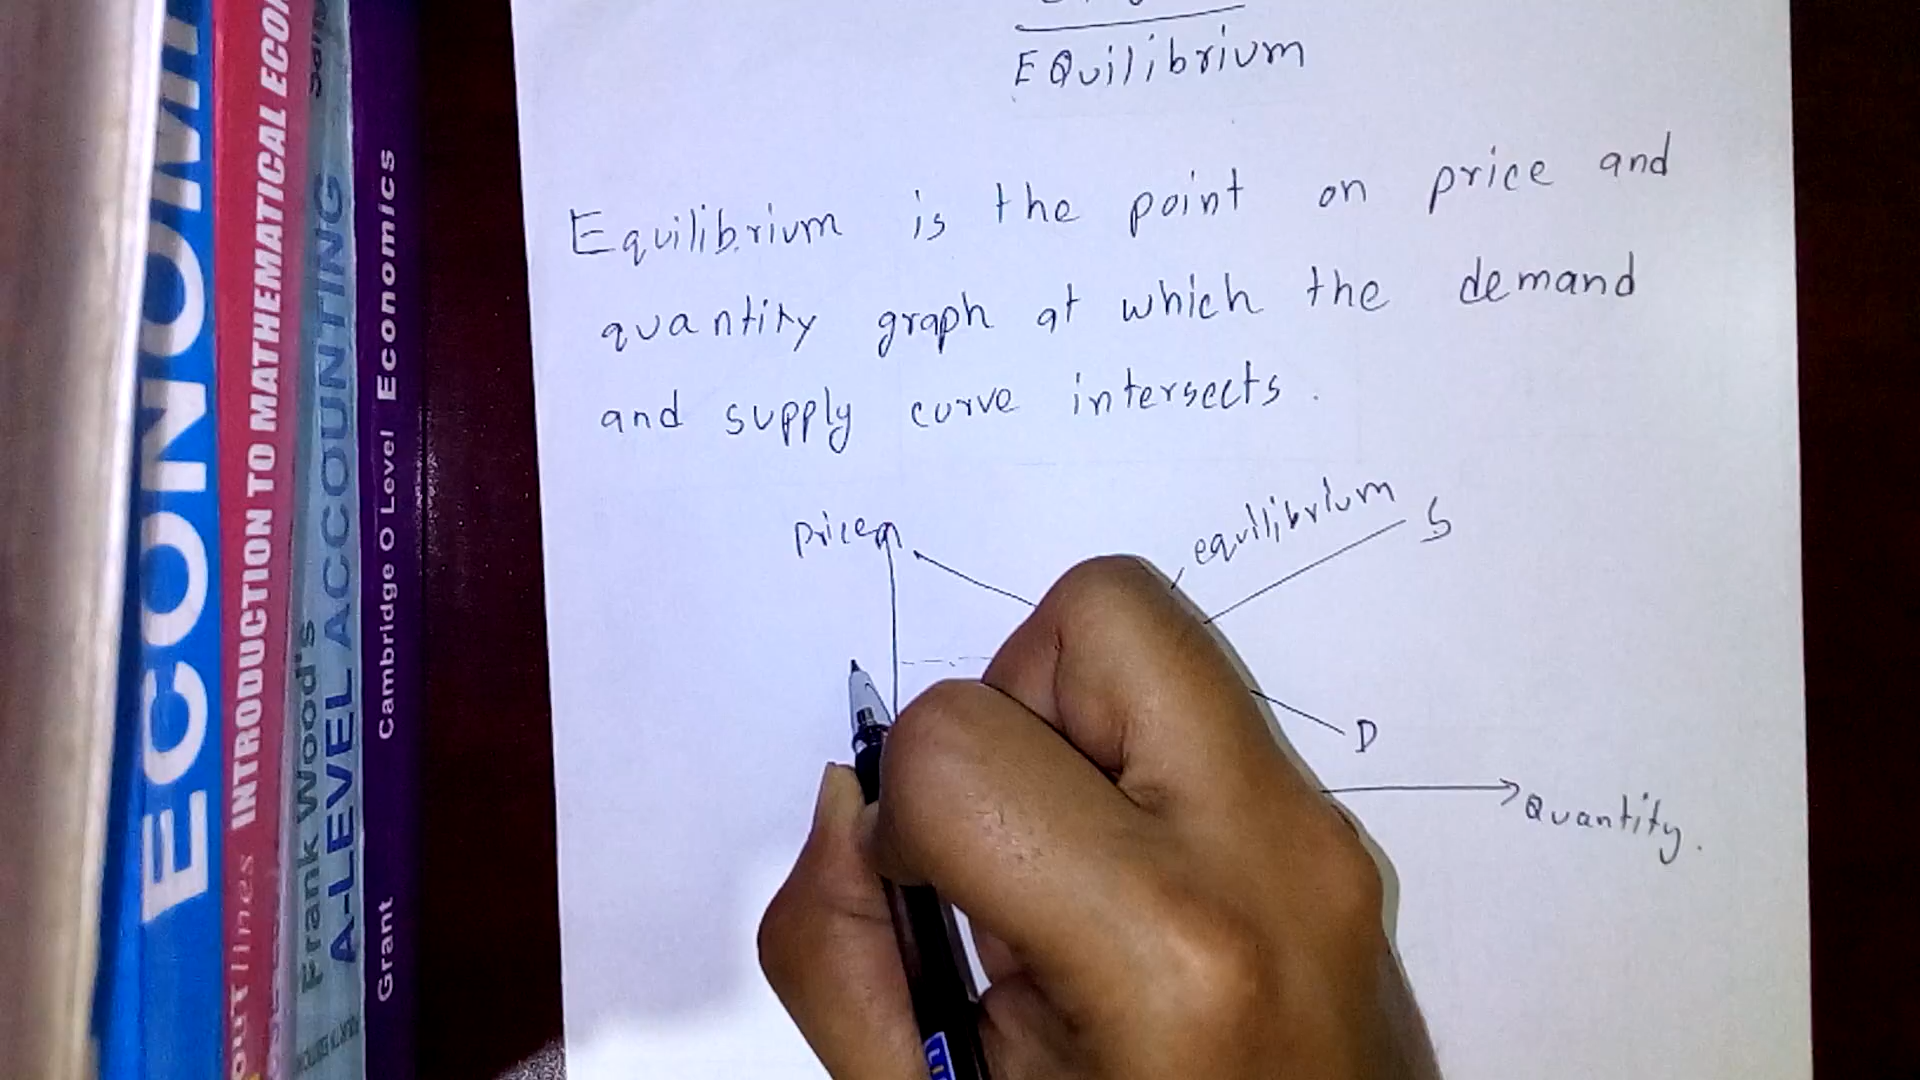 EQuilibrium
Equilibrium is the point on price and
quantity graph at which the demand
and supply curve intersects.
Price
equilibrium
S
D
Quantity.
ECONOMI
INTRODUCTION TO MATHEMATICAL ECO
Frank Wood's
A-LEVEL ACCOUNTING
Grant
Cambridge O Level Economics